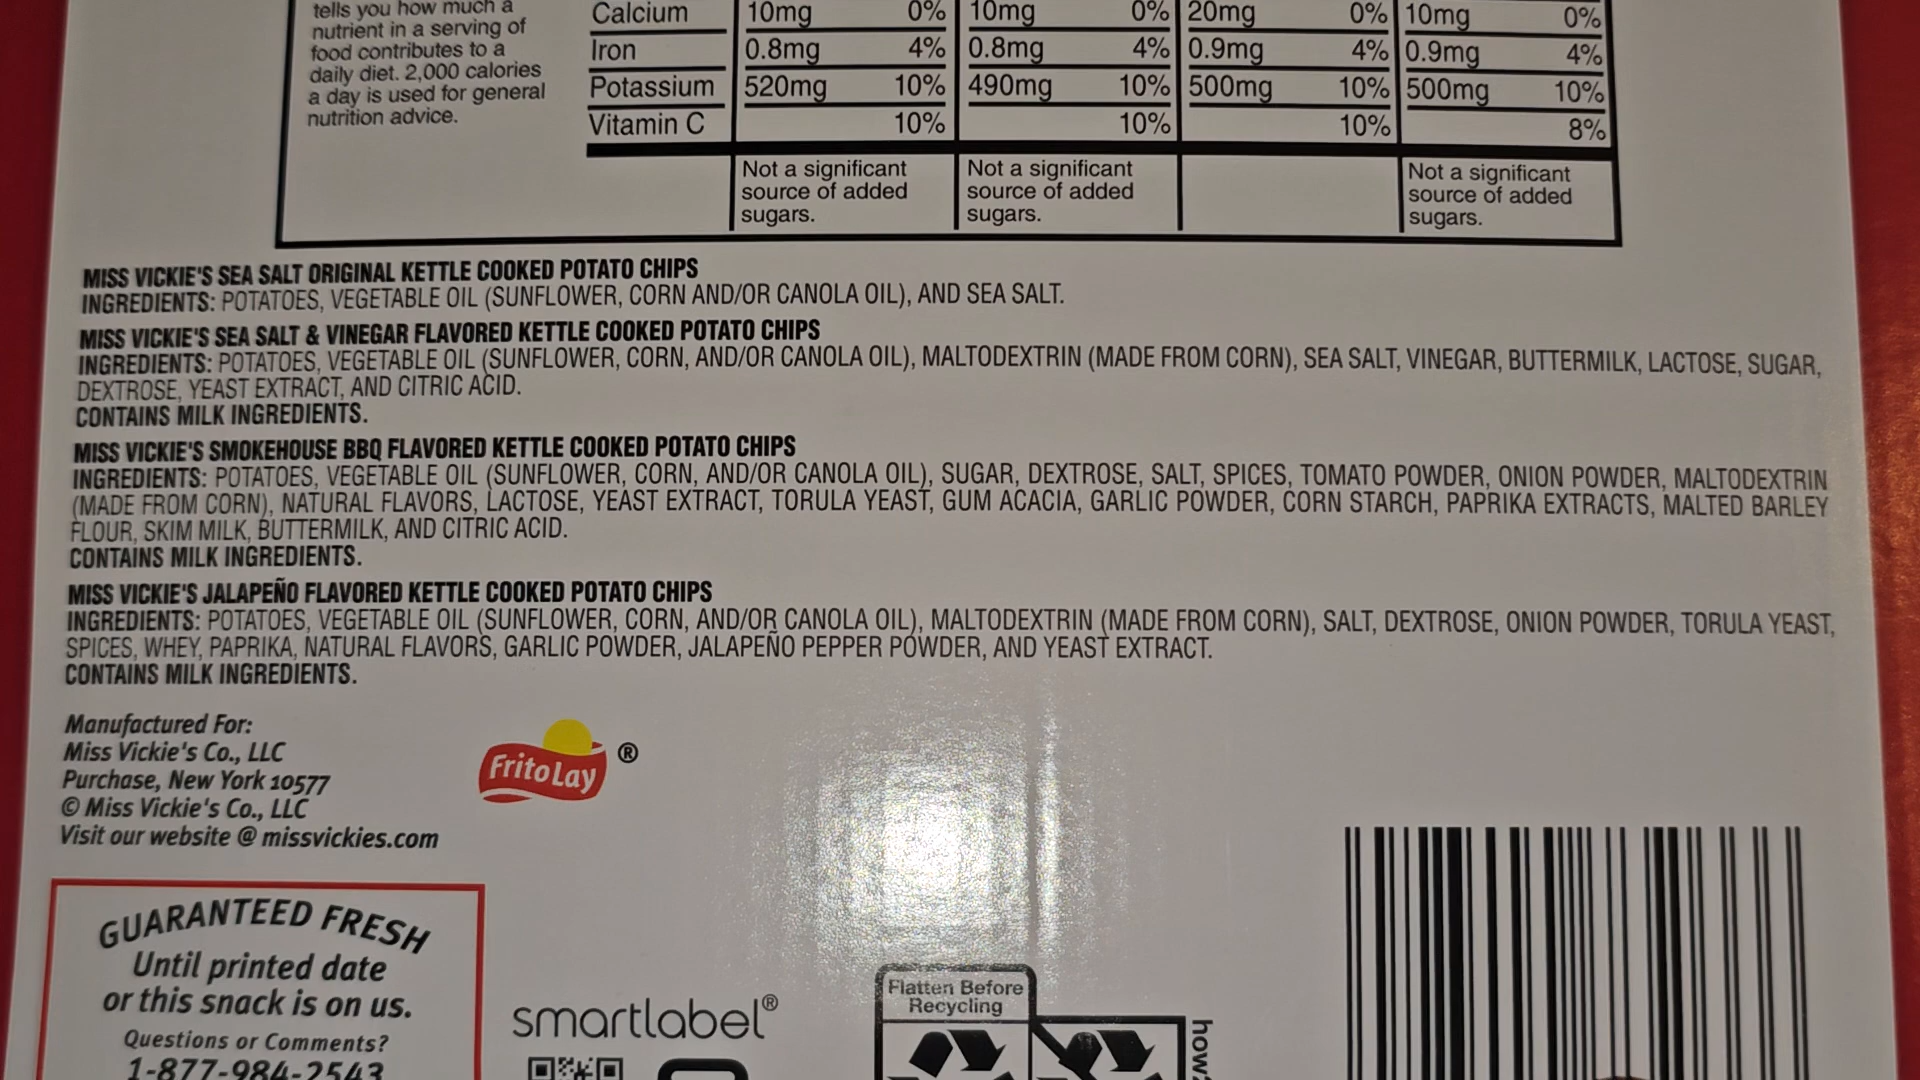 tells you how much a
nutrient in a serving of
food contributes to a
daily diet. 2,000 calories
a day is used for general
nutrition advice.
Calcium 10mg 0% 10mg 0% 20mg 0% 10mg 0%
Iron 0.8mg 4% 0.8mg 4% 0.9mg 4% 0.9mg 4%
Potassium 520mg 10% 490mg 10% 500mg 10% 500mg 10%
Vitamin C 10% 10% 10% 8%
Not a significant
source of added
sugars.
Not a significant
source of added
sugars.
Not a significant
source of added
sugars.
MISS VICKIE'S SEA SALT ORIGINAL KETTLE COOKED POTATO CHIPS
INGREDIENTS: POTATOES, VEGETABLE OIL (SUNFLOWER, CORN AND/OR CANOLA OIL), AND SEA SALT.
MISS VICKIE'S SEA SALT & VINEGAR FLAVORED KETTLE COOKED POTATO CHIPS
INGREDIENTS: POTATOES, VEGETABLE OIL (SUNFLOWER, CORN, AND/OR CANOLA OIL), MALTODEXTRIN (MADE FROM CORN), SEA SALT, VINEGAR, BUTTERMILK, LACTOSE, SUGAR,
DEXTROSE, YEAST EXTRACT, AND CITRIC ACID.
CONTAINS MILK INGREDIENTS.
MISS VICKIE'S SMOKEHOUSE BBQ FLAVORED KETTLE COOKED POTATO CHIPS
INGREDIENTS: POTATOES, VEGETABLE OIL (SUNFLOWER, CORN, AND/OR CANOLA OIL), SUGAR, DEXTROSE, SALT, SPICES, TOMATO POWDER, ONION POWDER, MALTODEXTRIN
(MADE FROM CORN), NATURAL FLAVORS, LACTOSE, YEAST EXTRACT, TORULA YEAST, GUM ACACIA, GARLIC POWDER, CORN STARCH, PAPRIKA EXTRACTS, MALTED BARLEY
FLOUR, SKIM MILK, BUTTERMILK, AND CITRIC ACID.
CONTAINS MILK INGREDIENTS.
MISS VICKIE'S JALAPEÑO FLAVORED KETTLE COOKED POTATO CHIPS
INGREDIENTS: POTATOES, VEGETABLE OIL (SUNFLOWER, CORN, AND/OR CANOLA OIL), MALTODEXTRIN (MADE FROM CORN), SALT, DEXTROSE, ONION POWDER, TORULA YEAST,
SPICES, WHEY, PAPRIKA, NATURAL FLAVORS, GARLIC POWDER, JALAPEÑO PEPPER POWDER, AND YEAST EXTRACT.
CONTAINS MILK INGREDIENTS.
Manufactured For:
Miss Vickie's Co., LLC
Purchase, New York 10577
© Miss Vickie's Co., LLC
Visit our website @ missvickies.com
FritoLay ®
GUARANTEED FRESH
Until printed date
or this snack is on us.
Questions or Comments?
1-877-984-2543
smartlabel®
Flatten Before
Recycling